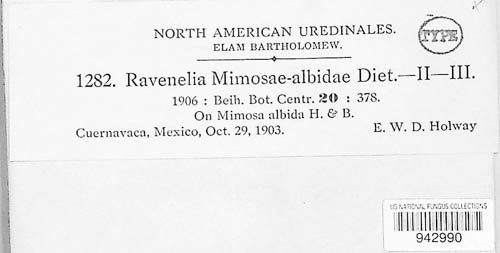 NORTH AMERICAN UREDINALES.
ELAM BARTHOLOMEW.
TYPE
1282. Ravenelia Mimosae-albidae Diet.—II—III.
1906 : Beih. Bot. Centr. 20 : 378.
On Mimosa albida H. & B.
Cuernavaca, Mexico, Oct. 29, 1903. E. W. D. Holway
US NATIONAL FUNGUS COLLECTIONS
942990